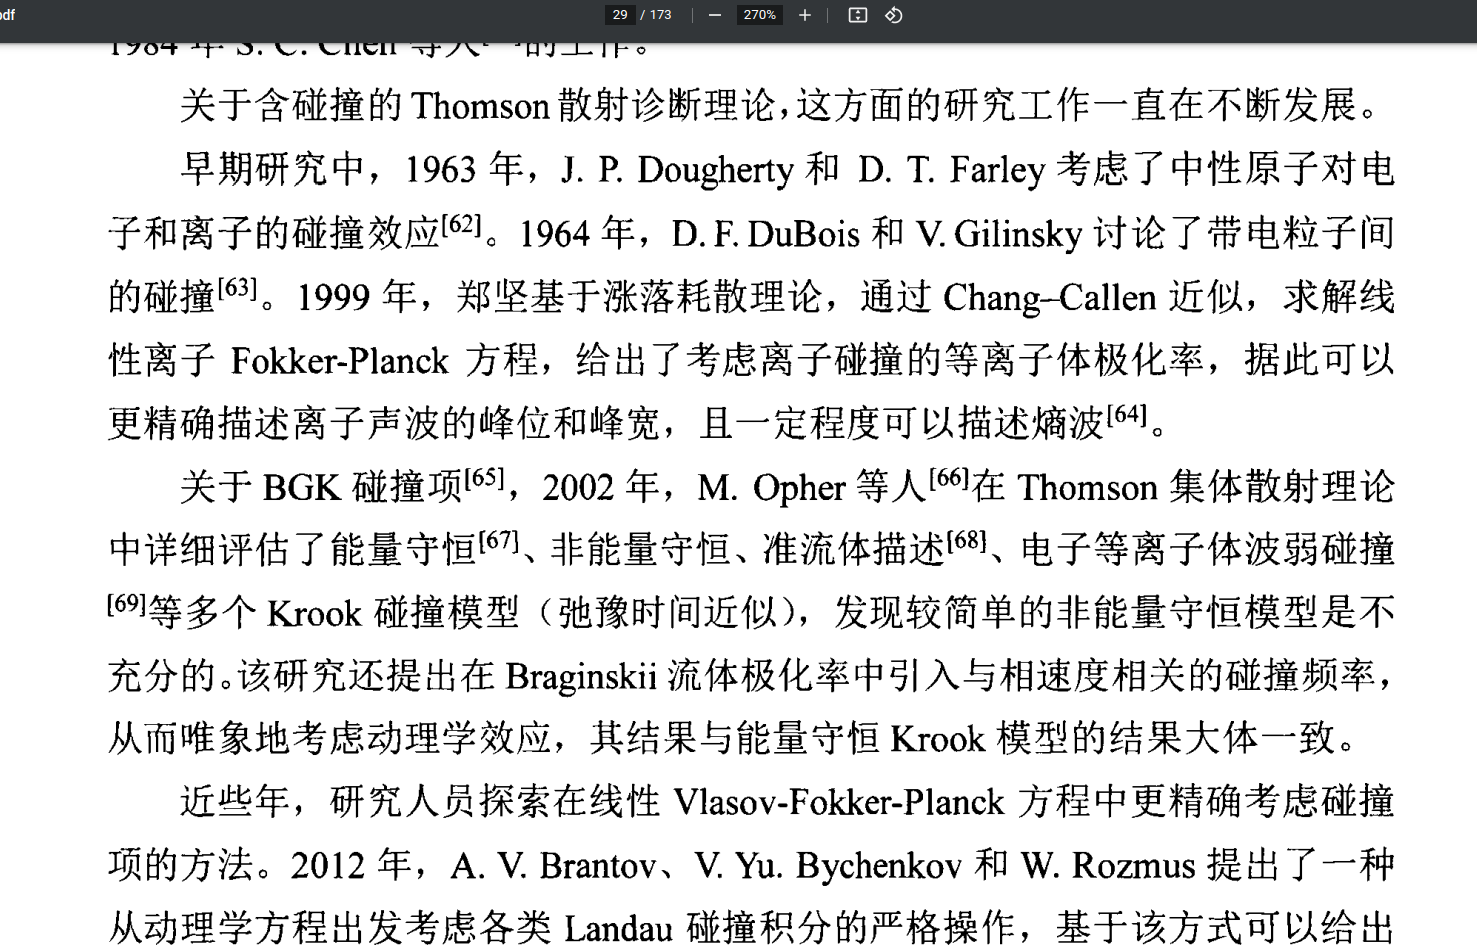 odf
29 / 173
270%
1984 年 S. C. Chen 等人 的工作。
关于含碰撞的 Thomson 散射诊断理论,这方面的研究工作一直在不断发展。
早期研究中，1963 年，J. P. Dougherty 和 D. T. Farley 考虑了中性原子对电
子和离子的碰撞效应[62]。1964 年，D. F. DuBois 和 V. Gilinsky 讨论了带电粒子间
的碰撞[63]。1999 年，郑坚基于涨落耗散理论，通过 Chang–Callen 近似，求解线
性离子 Fokker-Planck 方程，给出了考虑离子碰撞的等离子体极化率，据此可以
更精确描述离子声波的峰位和峰宽，且一定程度可以描述熵波[64]。
关于 BGK 碰撞项[65]，2002 年，M. Opher 等人[66]在 Thomson 集体散射理论
中详细评估了能量守恒[67]、非能量守恒、准流体描述[68]、电子等离子体波弱碰撞
[69]等多个 Krook 碰撞模型（弛豫时间近似），发现较简单的非能量守恒模型是不
充分的。该研究还提出在 Braginskii 流体极化率中引入与相速度相关的碰撞频率，
从而唯象地考虑动理学效应，其结果与能量守恒 Krook 模型的结果大体一致。
近些年，研究人员探索在线性 Vlasov-Fokker-Planck 方程中更精确考虑碰撞
项的方法。2012 年，A. V. Brantov、V. Yu. Bychenkov 和 W. Rozmus 提出了一种
从动理学方程出发考虑各类 Landau 碰撞积分的严格操作，基于该方式可以给出